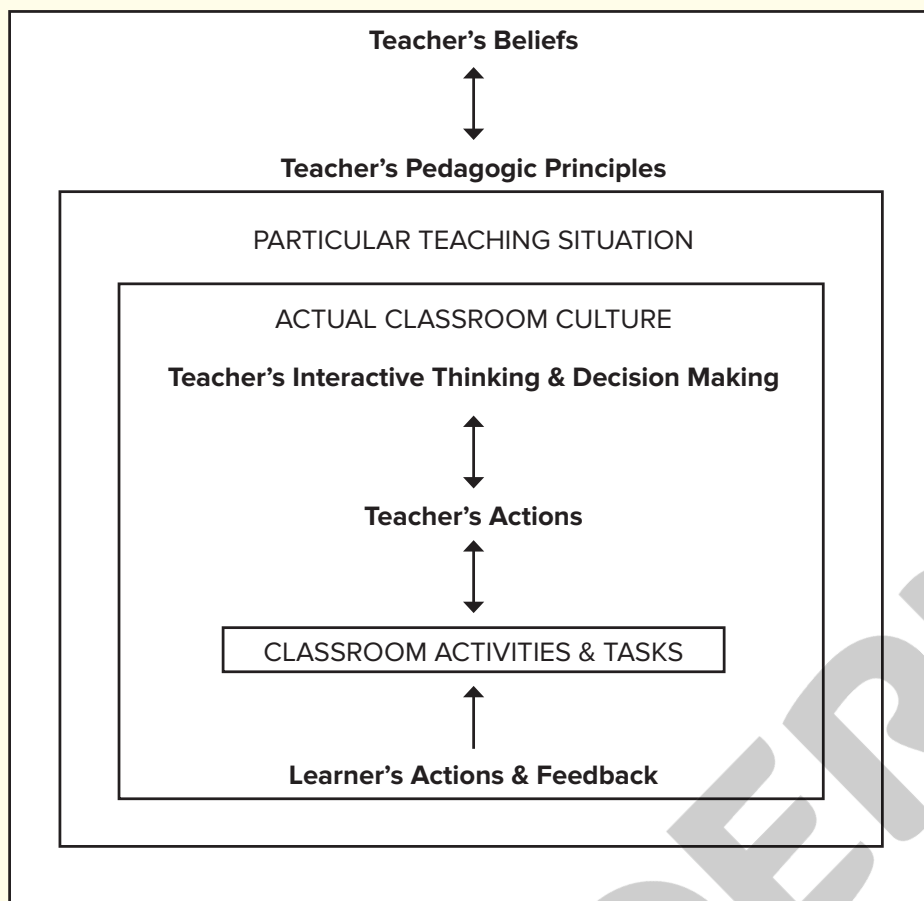 Teacher’s Beliefs
Teacher’s Pedagogic Principles
PARTICULAR TEACHING SITUATION
ACTUAL CLASSROOM CULTURE
Teacher’s Interactive Thinking & Decision Making
Teacher’s Actions
CLASSROOM ACTIVITIES & TASKS
Learner’s Actions & Feedback